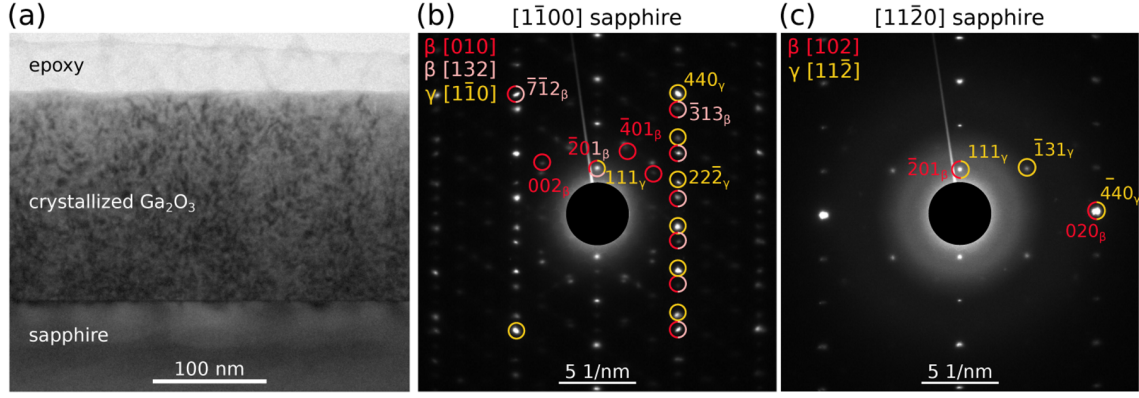 (a)
epoxy
crystallized Ga₂O₃
sapphire
100 nm
(b)
[11̄00] sapphire
β [010]
β [132]
γ [11̄0]
7̄1̄2β
440γ
3̄13β
4̄01β
2̄01β
002β
111γ
222̄γ
5 1/nm
(c)
[112̄0] sapphire
β [102]
γ [112̄]
2̄01β
111γ
1̄31γ
4̄40γ
020β
5 1/nm